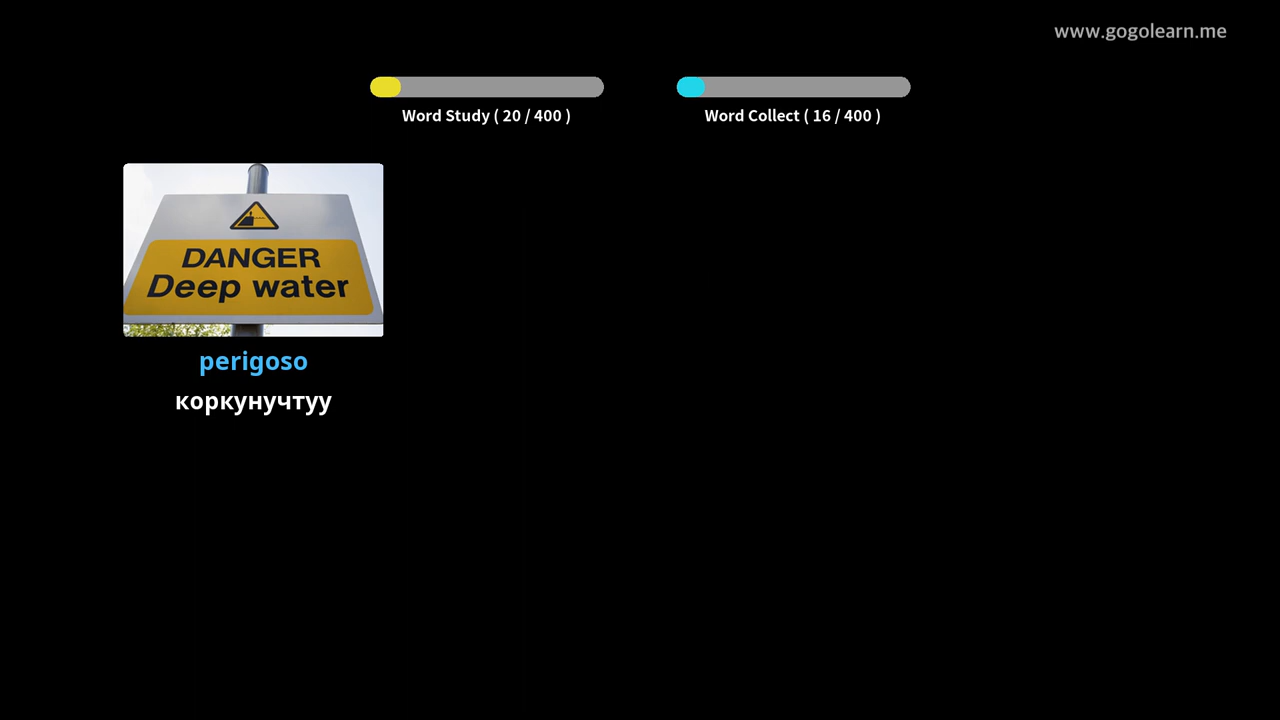 www.gogolearn.me
Word Study ( 20 / 400 )
Word Collect ( 16 / 400 )
DANGER
Deep water
perigoso
коркунучтуу